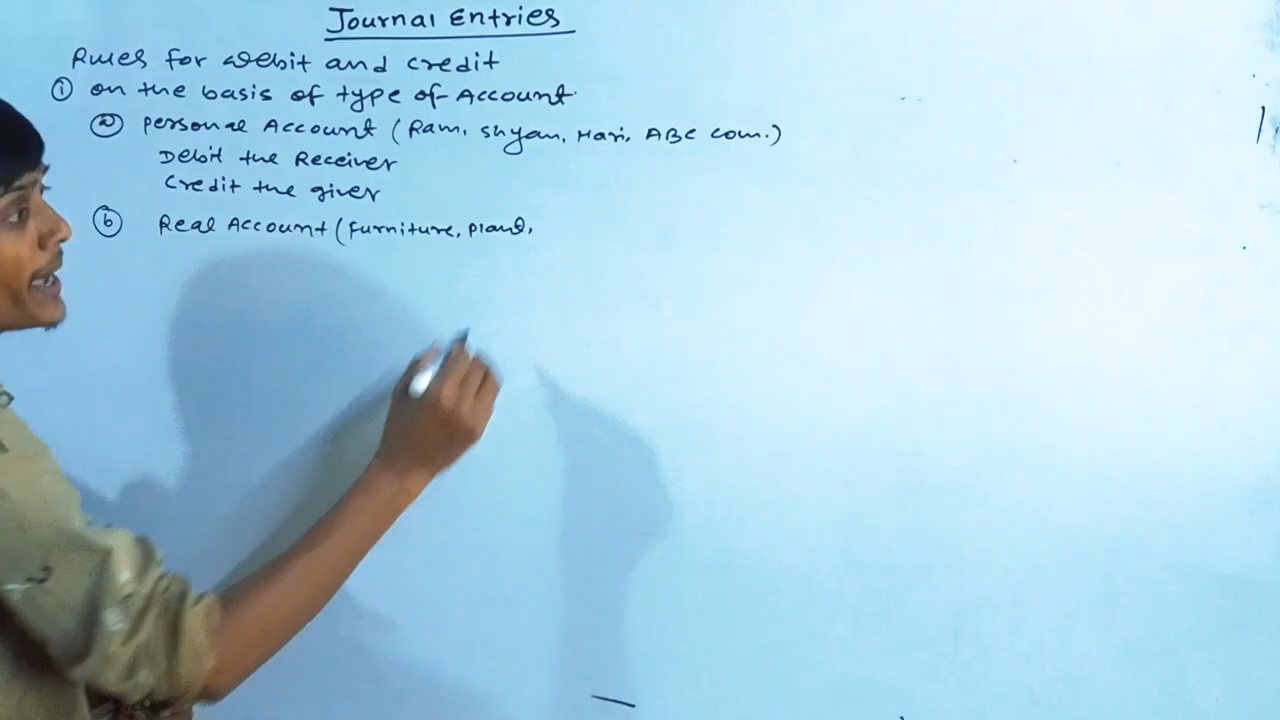 Journal Entries
Rules for Debit and credit
① on the basis of type of Account
ⓐ Personal Account (Ram, Shyam, Hari, ABC com.)
Debit the Receiver
Credit the giver
ⓑ Real Account (Furniture, Plant,